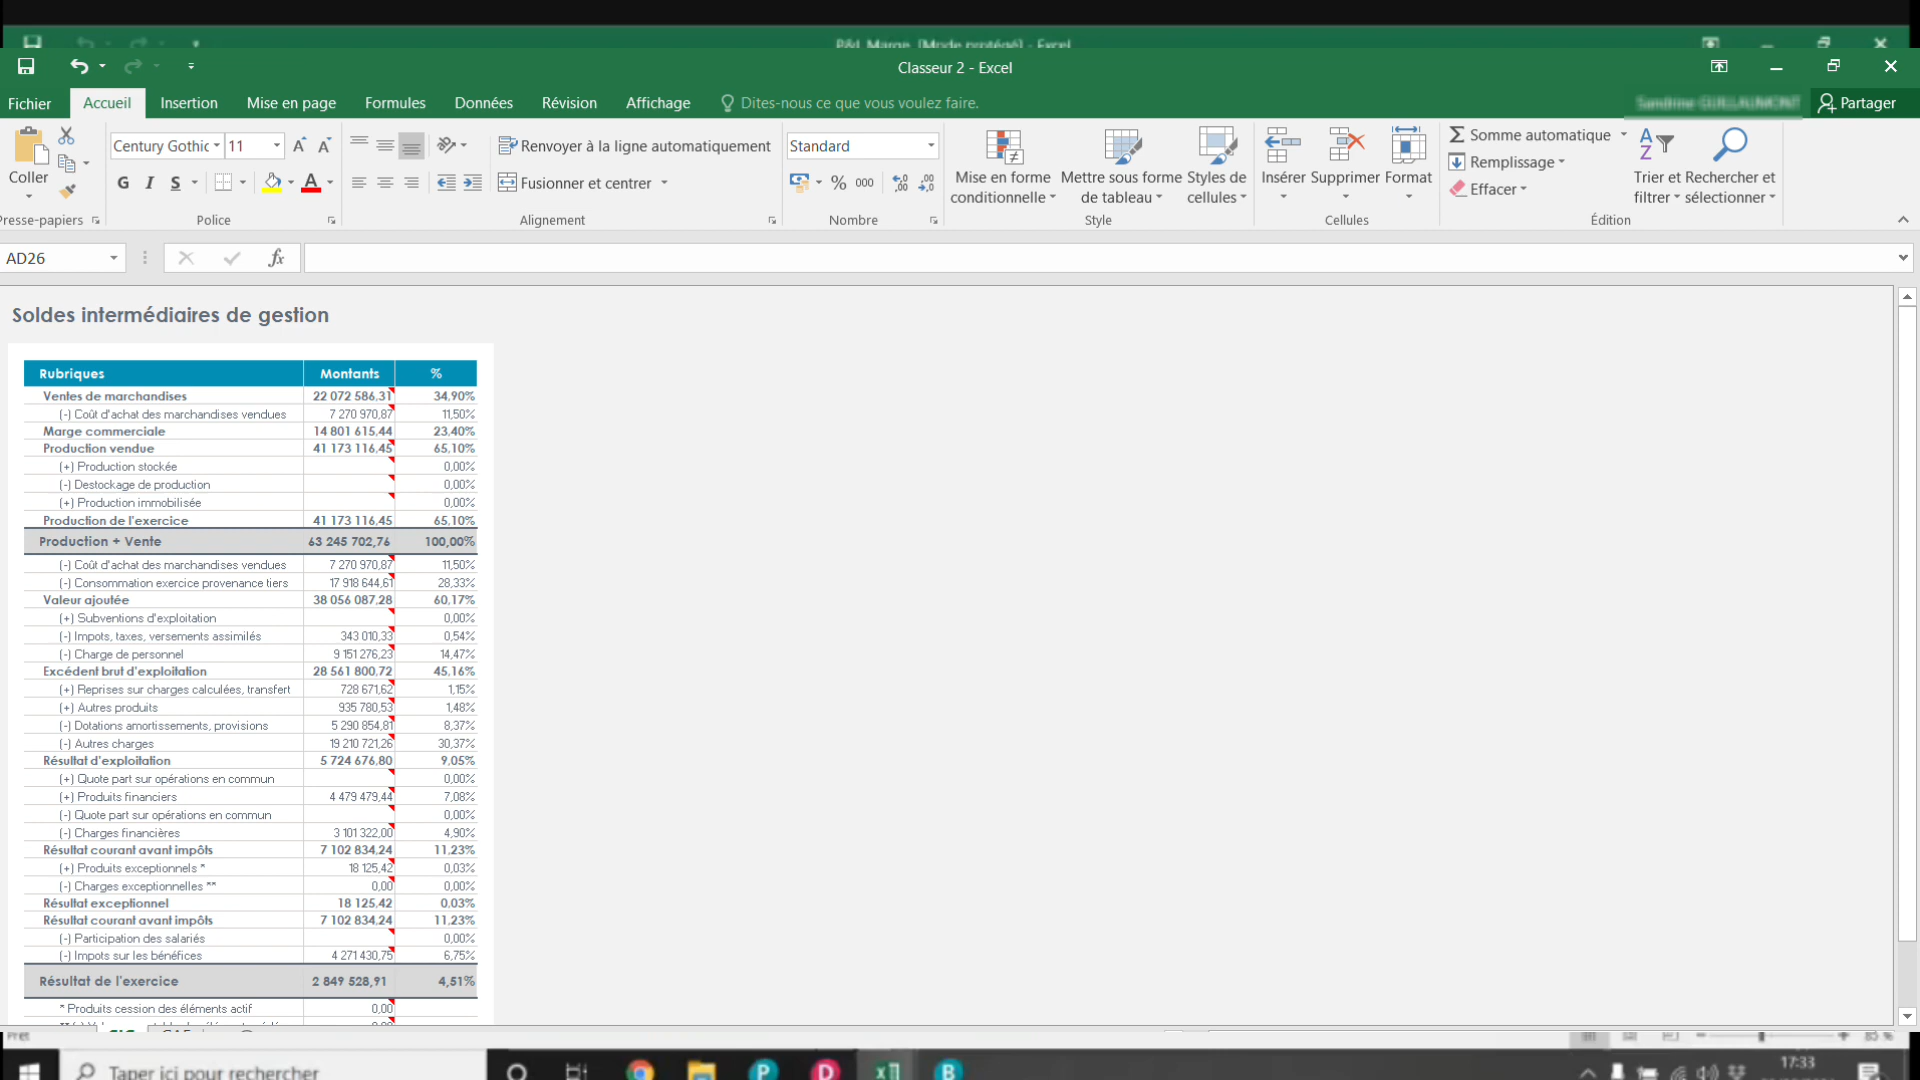 P&L Marge [Mode protégé] - Excel
Classeur 2 - Excel
Fichier Accueil Insertion Mise en page Formules Données Révision Affichage Dites-nous ce que vous voulez faire. Partager
Coller
Century Gothic 11
Renvoyer à la ligne automatiquement
Standard
G I S
Fusionner et centrer
% 000
Mise en forme conditionnelle
Mettre sous forme de tableau
Styles de cellules
Insérer Supprimer Format
Somme automatique
Remplissage
Effacer
Trier et filtrer
Rechercher et sélectionner
Presse-papiers Police Alignement Nombre Style Cellules Édition
AD26 fx
Soldes intermédiaires de gestion
Rubriques Montants %
Ventes de marchandises 22 072 586,31 34,90%
(-) Coût d'achat des marchandises vendues 7 270 970,87 11,50%
Marge commerciale 14 801 615,44 23,40%
Production vendue 41 173 116,45 65,10%
(+) Production stockée 0,00%
(-) Destockage de production 0,00%
(+) Production immobilisée 0,00%
Production de l'exercice 41 173 116,45 65,10%
Production + Vente 63 245 702,76 100,00%
(-) Coût d'achat des marchandises vendues 7 270 970,87 11,50%
(-) Consommation exercice provenance tiers 17 918 644,61 28,33%
Valeur ajoutée 38 056 087,28 60,17%
(+) Subventions d'exploitation 0,00%
(-) Impots, taxes, versements assimilés 343 010,33 0,54%
(-) Charge de personnel 9 151 276,23 14,47%
Excédent brut d'exploitation 28 561 800,72 45,16%
(+) Reprises sur charges calculées, transfert 728 671,62 1,15%
(+) Autres produits 935 780,53 1,48%
(-) Dotations amortissements, provisions 5 290 854,81 8,37%
(-) Autres charges 19 210 721,26 30,37%
Résultat d'exploitation 5 724 676,80 9,05%
(+) Quote part sur opérations en commun 0,00%
(+) Produits financiers 4 479 479,44 7,08%
(-) Quote part sur opérations en commun 0,00%
(-) Charges financières 3 101 322,00 4,90%
Résultat courant avant impôts 7 102 834,24 11,23%
(+) Produits exceptionnels * 18 125,42 0,03%
(-) Charges exceptionnelles ** 0,00 0,00%
Résultat exceptionnel 18 125,42 0,03%
Résultat courant avant impôts 7 102 834,24 11,23%
(-) Participation des salariés 0,00%
(-) Impots sur les bénéfices 4 271 430,75 6,75%
Résultat de l'exercice 2 849 528,91 4,51%
* Produits cession des éléments actif 0,00
Prêt 85 %
Taper ici pour rechercher
17:33